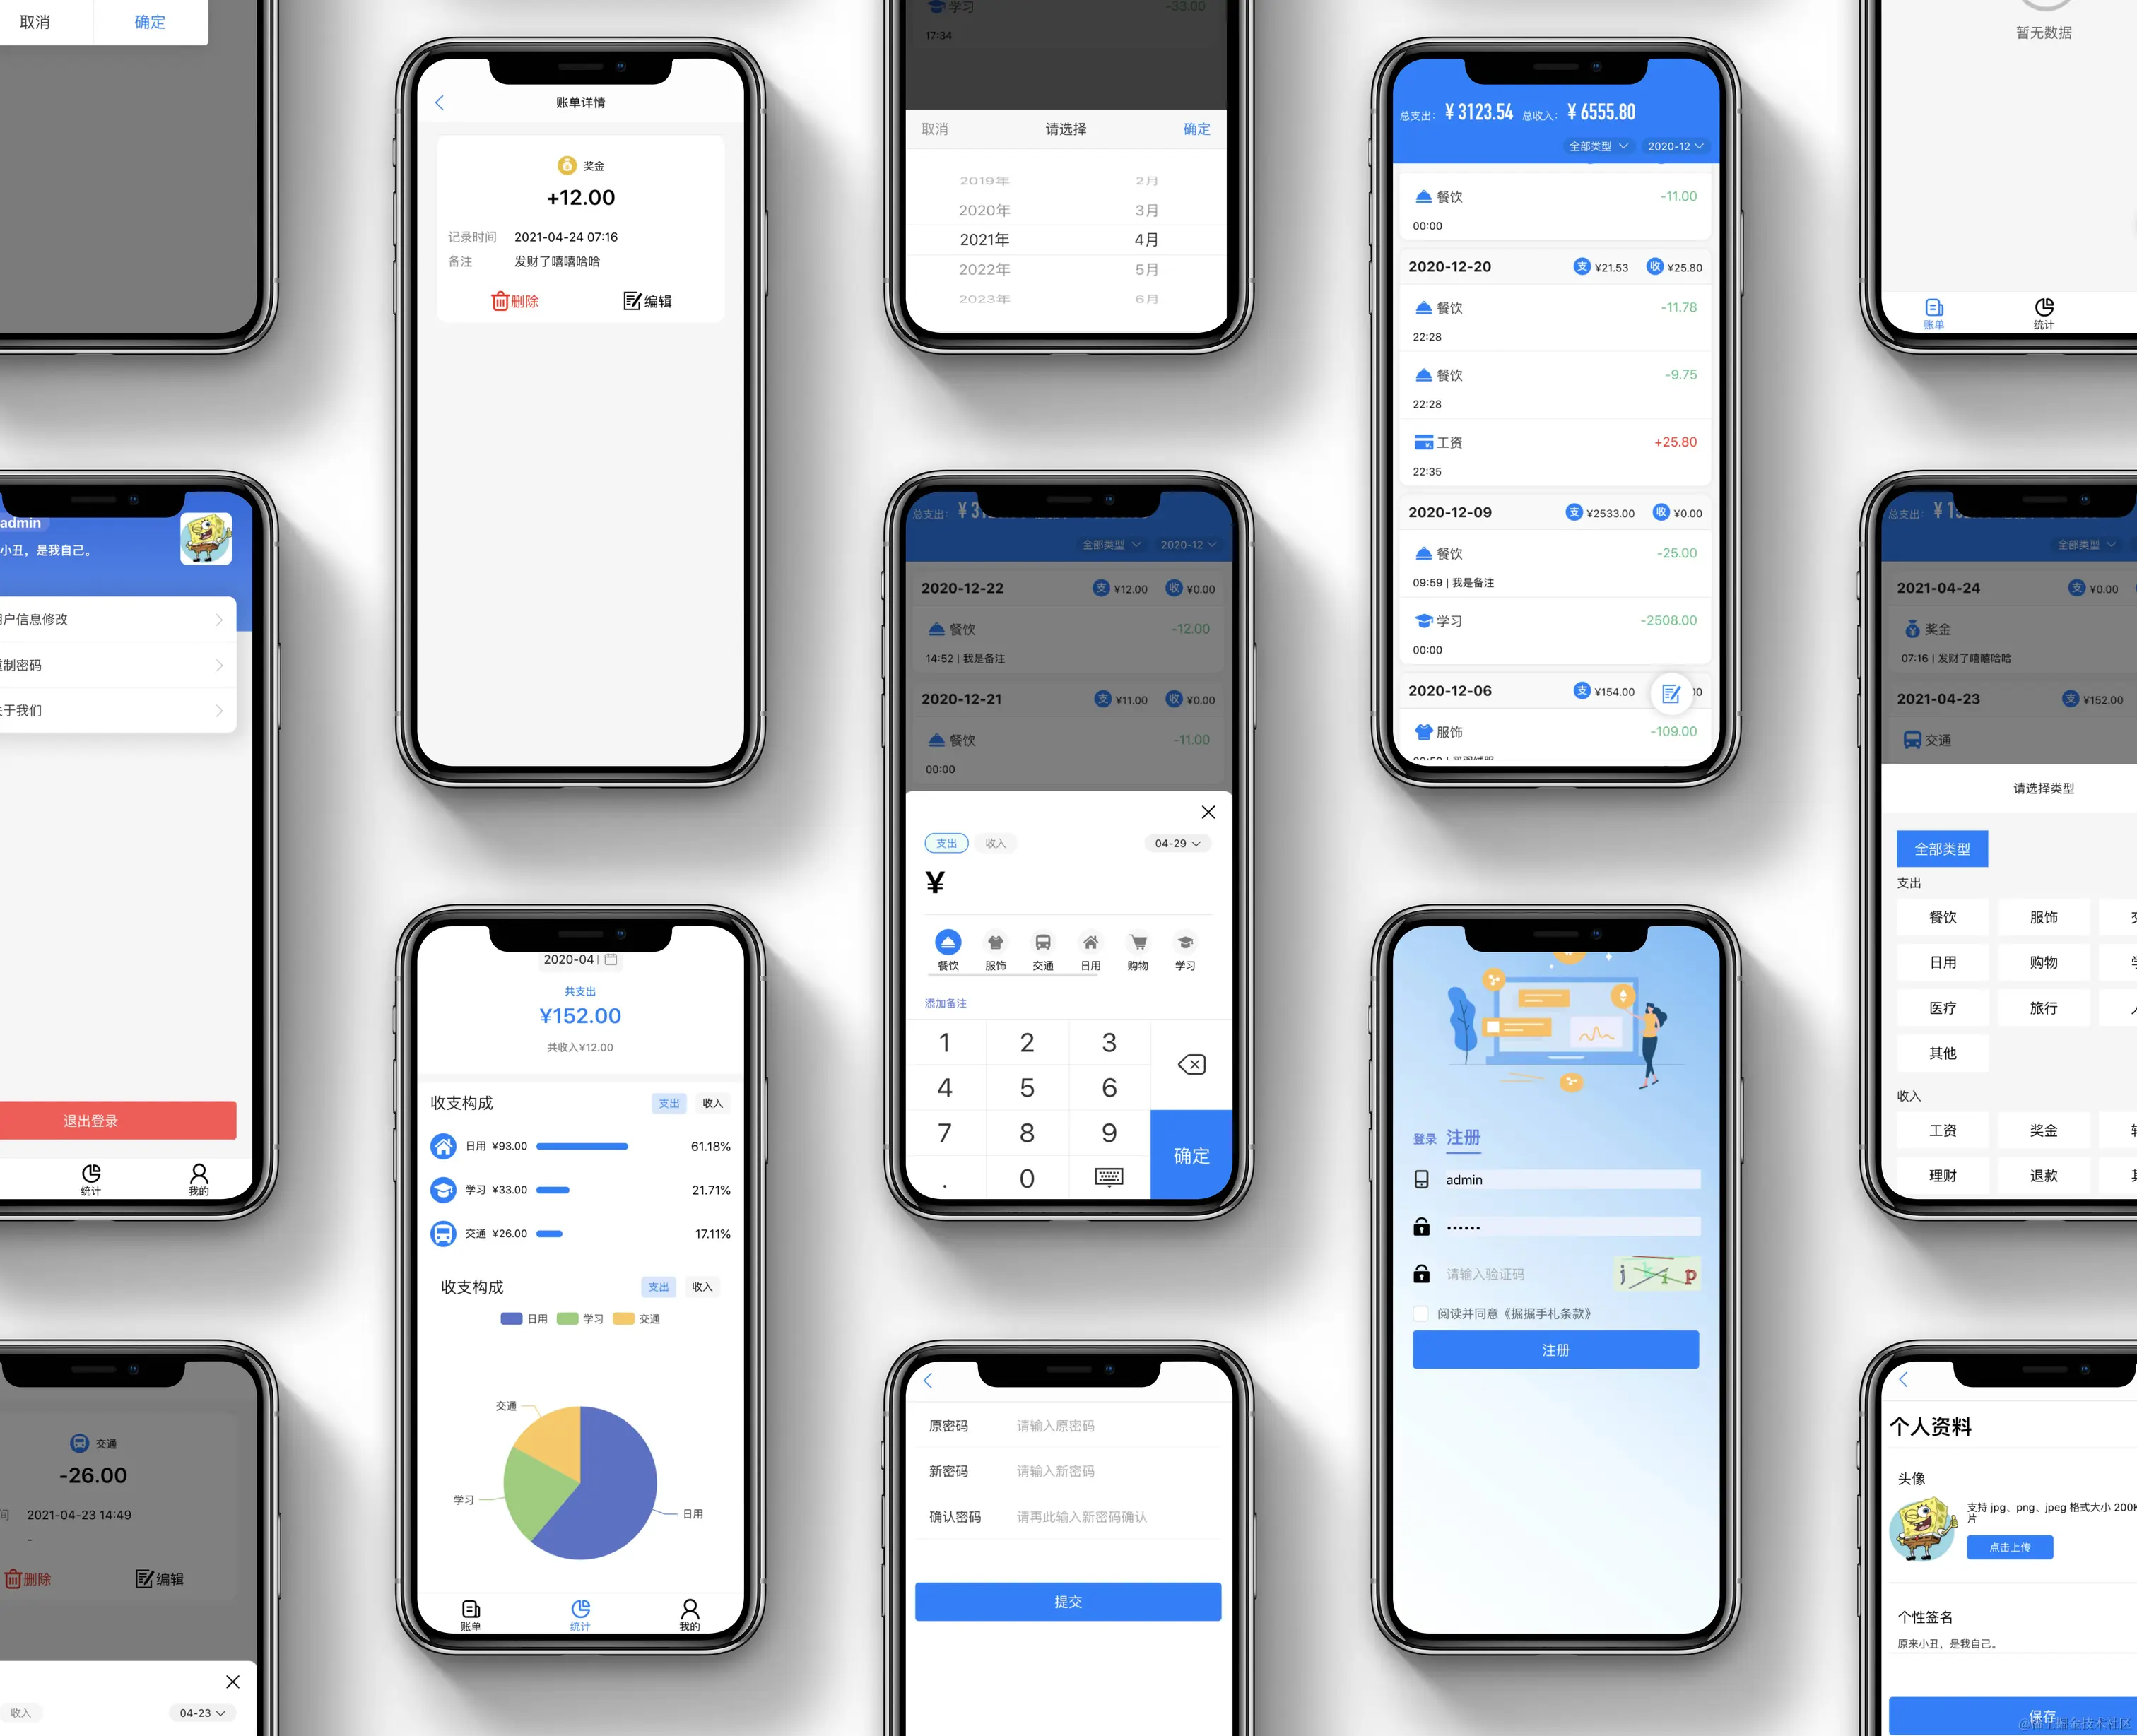 取消 确定
admin
小丑，是我自己。
户信息修改
制密码
于我们
退出登录
统计 我的
交通
-26.00
间 2021-04-23 14:49
-
删除 编辑
收入 04-23
账单详情
奖金
+12.00
记录时间 2021-04-24 07:16
备注 发财了嘻嘻哈哈
删除 编辑
2020-04
共支出
¥152.00
共收入¥12.00
收支构成 支出 收入
日用 ¥93.00 61.18%
学习 ¥33.00 21.71%
交通 ¥26.00 17.11%
收支构成 支出 收入
日用 学习 交通
交通
学习
日用
账单 统计 我的
学习 -33.00
17:34
取消 请选择 确定
2019年 2月
2020年 3月
2021年 4月
2022年 5月
2023年 6月
总支出：
全部类型 2020-12
2020-12-22 支 ¥12.00 收 ¥0.00
餐饮 -12.00
14:52 | 我是备注
2020-12-21 支 ¥11.00 收 ¥0.00
餐饮 -11.00
00:00
支出 收入 04-29
¥
餐饮 服饰 交通 日用 购物 学习
添加备注
1 2 3
4 5 6
7 8 9
. 0 确定
原密码 请输入原密码
新密码 请输入新密码
确认密码 请再此输入新密码确认
提交
总支出： ¥ 3123.54 总收入： ¥ 6555.80
全部类型 2020-12
餐饮 -11.00
00:00
2020-12-20 支 ¥21.53 收 ¥25.80
餐饮 -11.78
22:28
餐饮 -9.75
22:28
工资 +25.80
22:35
2020-12-09 支 ¥2533.00 收 ¥0.00
餐饮 -25.00
09:59 | 我是备注
学习 -2508.00
00:00
2020-12-06 支 ¥154.00
服饰 -109.00
登录 注册
admin
••••••
请输入验证码 j k i p
阅读并同意《掘掘手札条款》
注册
暂无数据
账单 统计
总支出：
全部类型
2021-04-24 支 ¥0.00
奖金
07:16 | 发财了嘻嘻哈哈
2021-04-23 支 ¥152.00
交通
请选择类型
全部类型
支出
餐饮 服饰
日用 购物
医疗 旅行
其他
收入
工资 奖金
理财 退款
个人资料
头像
支持 jpg、png、jpeg 格式大小 200K
片
点击上传
个性签名
原来小丑，是我自己。
保存
@稀土掘金技术社区